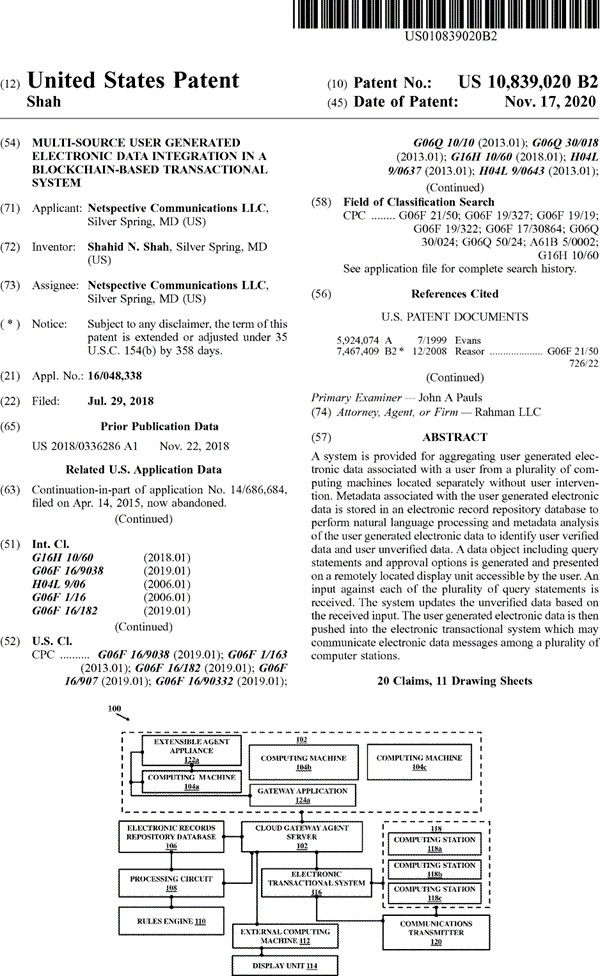 US010839020B2
(12) United States Patent
Shah
(10) Patent No.: US 10,839,020 B2
(45) Date of Patent: Nov. 17, 2020
(54) MULTI-SOURCE USER GENERATED
ELECTRONIC DATA INTEGRATION IN A
BLOCKCHAIN-BASED TRANSACTIONAL
SYSTEM
(71) Applicant: Netspective Communications LLC,
Silver Spring, MD (US)
(72) Inventor: Shahid N. Shah, Silver Spring, MD
(US)
(73) Assignee: Netspective Communications LLC,
Silver Spring, MD (US)
( * ) Notice: Subject to any disclaimer, the term of this
patent is extended or adjusted under 35
U.S.C. 154(b) by 358 days.
(21) Appl. No.: 16/048,338
(22) Filed: Jul. 29, 2018
(65) Prior Publication Data
US 2018/0336286 A1 Nov. 22, 2018
Related U.S. Application Data
(63) Continuation-in-part of application No. 14/686,684,
filed on Apr. 14, 2015, now abandoned.
(Continued)
(51) Int. Cl.
G16H 10/60 (2018.01)
G06F 16/9038 (2019.01)
H04L 9/06 (2006.01)
G06F 1/16 (2006.01)
G06F 16/182 (2019.01)
(Continued)
(52) U.S. Cl.
CPC .......... G06F 16/9038 (2019.01); G06F 1/163
(2013.01); G06F 16/182 (2019.01); G06F
16/907 (2019.01); G06F 16/90332 (2019.01);
G06Q 10/10 (2013.01); G06Q 30/018
(2013.01); G16H 10/60 (2018.01); H04L
9/0637 (2013.01); H04L 9/0643 (2013.01);
(Continued)
(58) Field of Classification Search
CPC ........ G06F 21/50; G06F 19/327; G06F 19/19;
G06F 19/322; G06F 17/30864; G06Q
30/024; G06Q 50/24; A61B 5/0002;
G16H 10/60
See application file for complete search history.
(56) References Cited
U.S. PATENT DOCUMENTS
5,924,074 A 7/1999 Evans
7,467,409 B2 * 12/2008 Reasor .................... G06F 21/50
726/22
(Continued)
Primary Examiner — John A Pauls
(74) Attorney, Agent, or Firm — Rahman LLC
(57) ABSTRACT
A system is provided for aggregating user generated elec-
tronic data associated with a user from a plurality of com-
puting machines located separately without user interven-
tion. Metadata associated with the user generated electronic
data is stored in an electronic record repository database to
perform natural language processing and metadata analysis
of the user generated electronic data to identify user verified
data and user unverified data. A data object including query
statements and approval options is generated and presented
on a remotely located display unit accessible by the user. An
input against each of the plurality of query statements is
received. The system updates the unverified data based on
the received input. The user generated electronic data is then
pushed into the electronic transactional system which may
communicate electronic data messages among a plurality of
computer stations.
20 Claims, 11 Drawing Sheets
100
102
EXTENSIBLE AGENT
APPLIANCE
122a
COMPUTING MACHINE
104a
COMPUTING MACHINE
104b
COMPUTING MACHINE
104c
GATEWAY APPLICATION
124a
ELECTRONIC RECORDS
REPOSITORY DATABASE
106
CLOUD GATEWAY AGENT
SERVER
102
118
COMPUTING STATION
118a
COMPUTING STATION
118b
COMPUTING STATION
118c
PROCESSING CIRCUIT
108
ELECTRONIC
TRANSACTIONAL SYSTEM
116
RULES ENGINE 110
EXTERNAL COMPUTING
MACHINE 112
COMMUNICATIONS
TRANSMITTER
120
DISPLAY UNIT 114